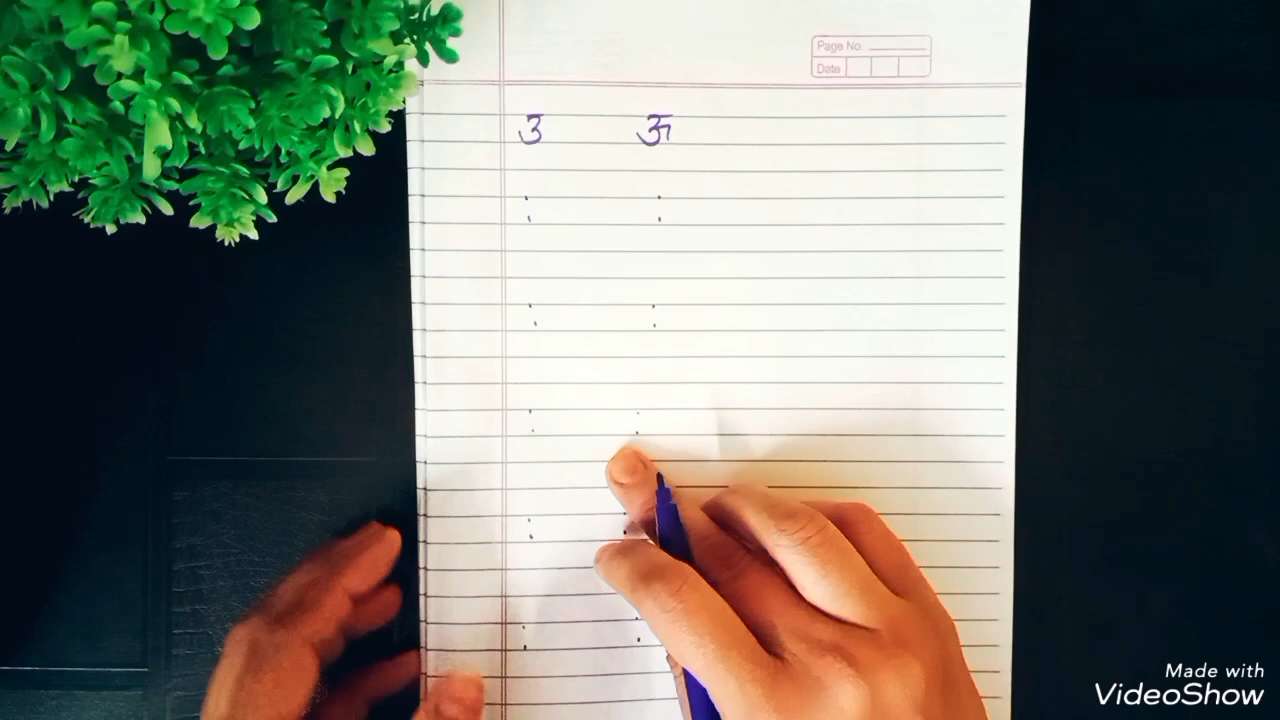 Page No.
Date
उ ऊ
Made with
VideoShow